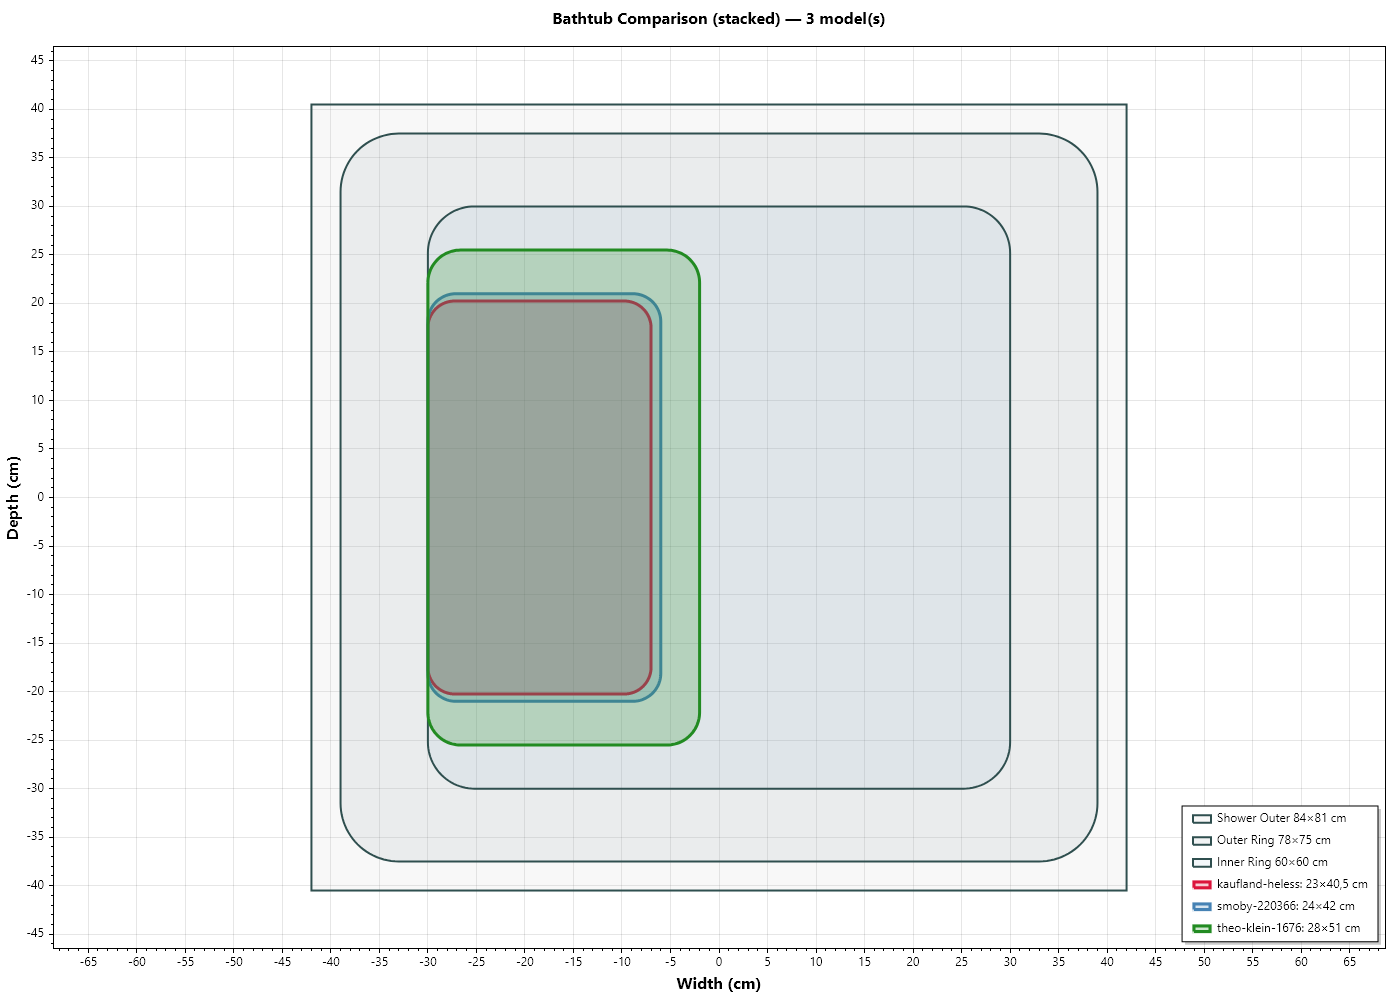 Bathtub Comparison (stacked) — 3 model(s)
45
40
35
30
25
20
15
10
5
0
-5
-10
-15
-20
-25
-30
-35
-40
-45
Depth (cm)
-65 -60 -55 -50 -45 -40 -35 -30 -25 -20 -15 -10 -5 0 5 10 15 20 25 30 35 40 45 50 55 60 65
Width (cm)
Shower Outer 84×81 cm
Outer Ring 78×75 cm
Inner Ring 60×60 cm
kaufland-heless: 23×40,5 cm
smoby-220366: 24×42 cm
theo-klein-1676: 28×51 cm